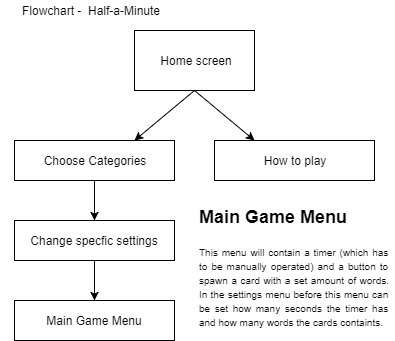 Flowchart - Half-a-Minute
Home screen
Choose Categories
How to play
Change specfic settings
Main Game Menu
Main Game Menu
This menu will contain a timer (which has
to be manually operated) and a button to
spawn a card with a set amount of words.
In the settings menu before this menu can
be set how many seconds the timer has
and how many words the cards containts.